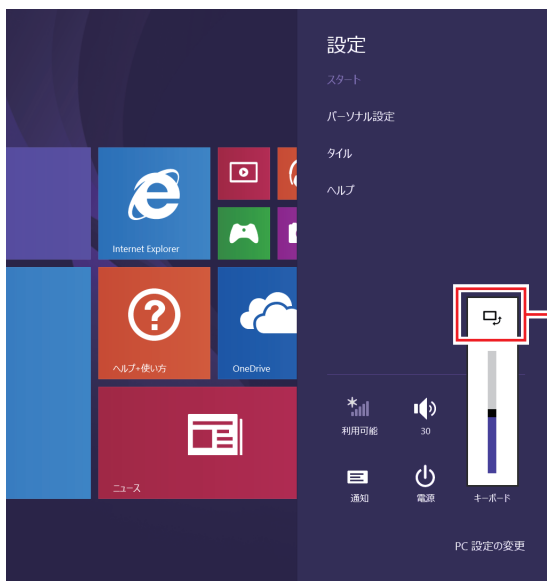 設定
スタート
パーソナル設定
タイル
ヘルプ
Internet Explorer
ヘルプ+使い方
OneDrive
ニュース
利用可能
30
通知
電源
キーボード
PC 設定の変更